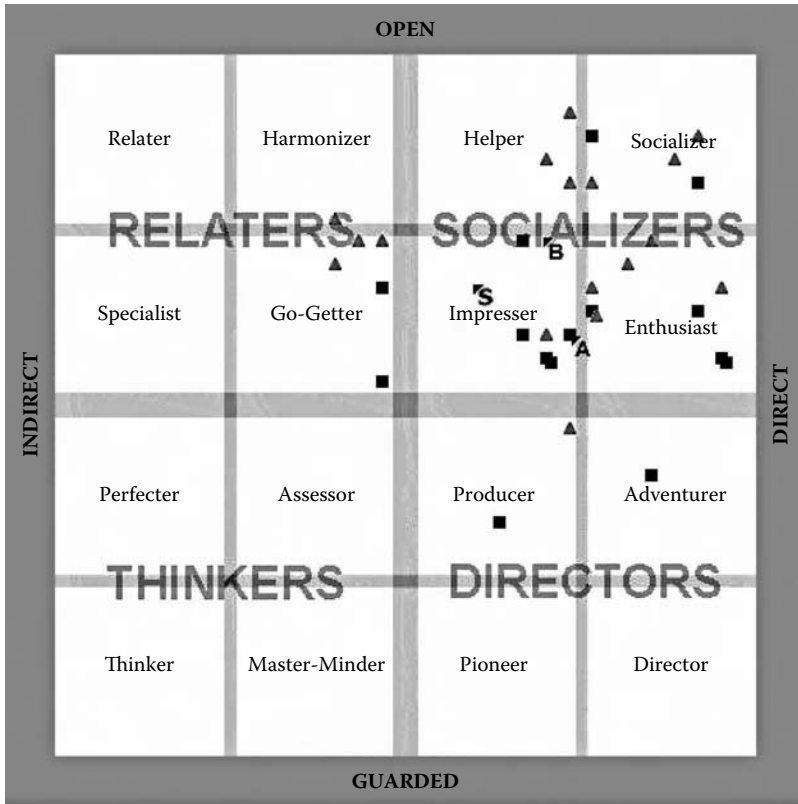 OPEN
Relater Harmonizer Helper Socializer
RELATERS SOCIALIZERS
B
S
Specialist Go-Getter Impresser Enthusiast
A
INDIRECT
DIRECT
Perfecter Assessor Producer Adventurer
THINKERS DIRECTORS
Thinker Master-Minder Pioneer Director
GUARDED